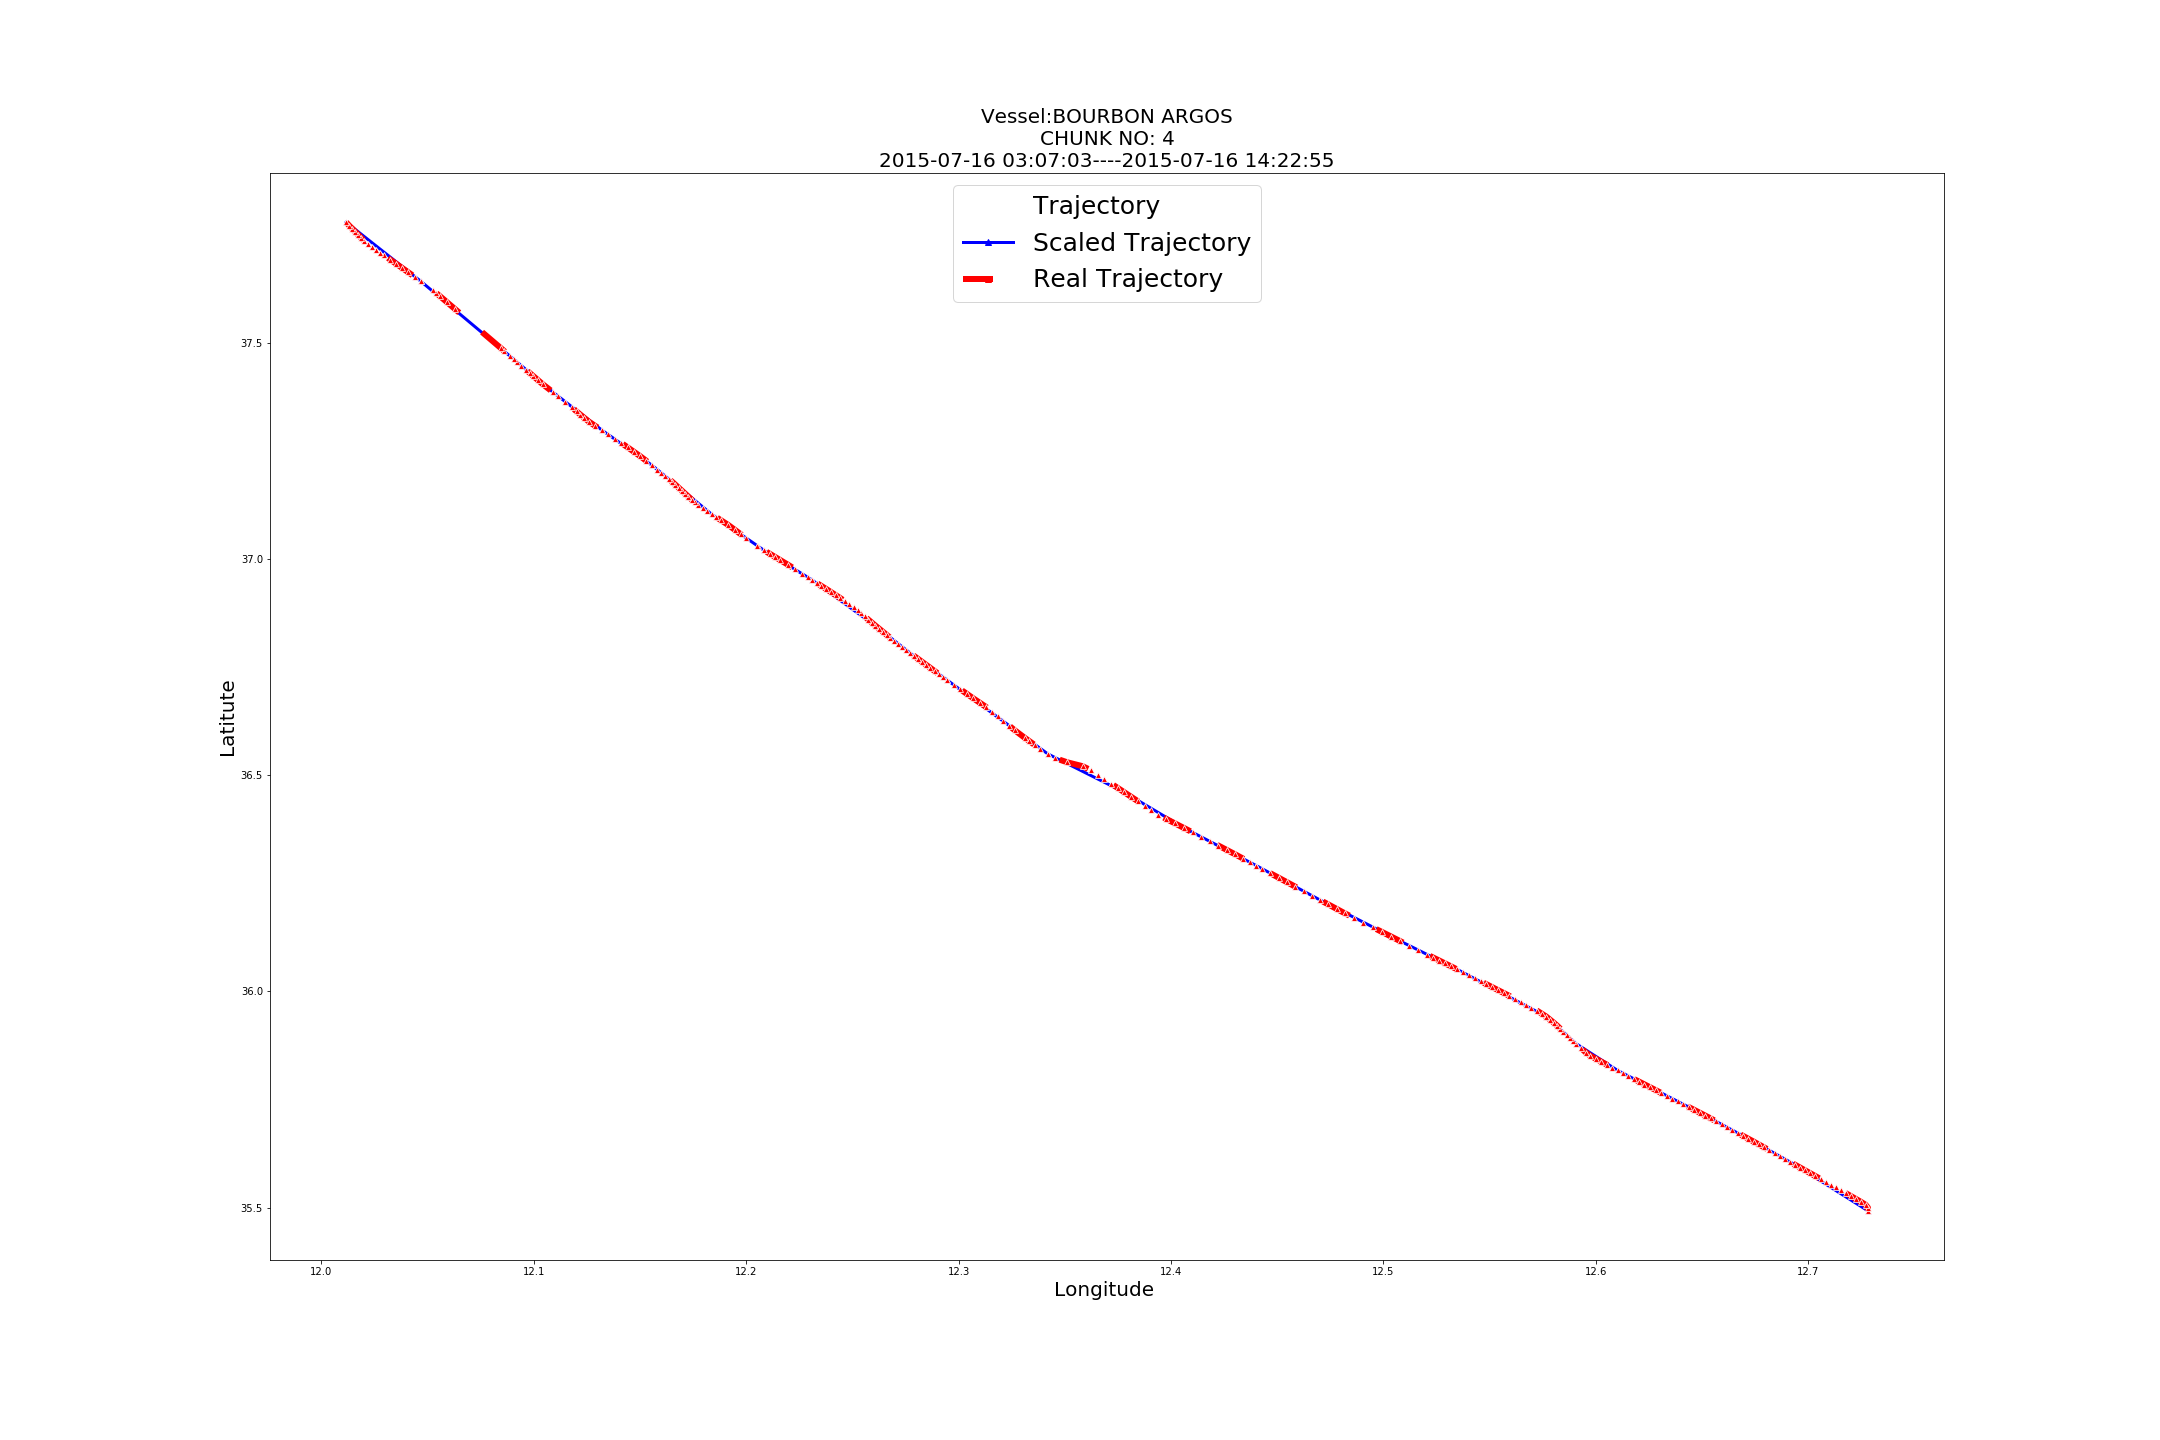 Vessel:BOURBON ARGOS
CHUNK NO: 4
2015-07-16 03:07:03----2015-07-16 14:22:55
Trajectory
Scaled Trajectory
Real Trajectory
37.5
37.0
36.5
36.0
35.5
Latitute
12.0 12.1 12.2 12.3 12.4 12.5 12.6 12.7
Longitude